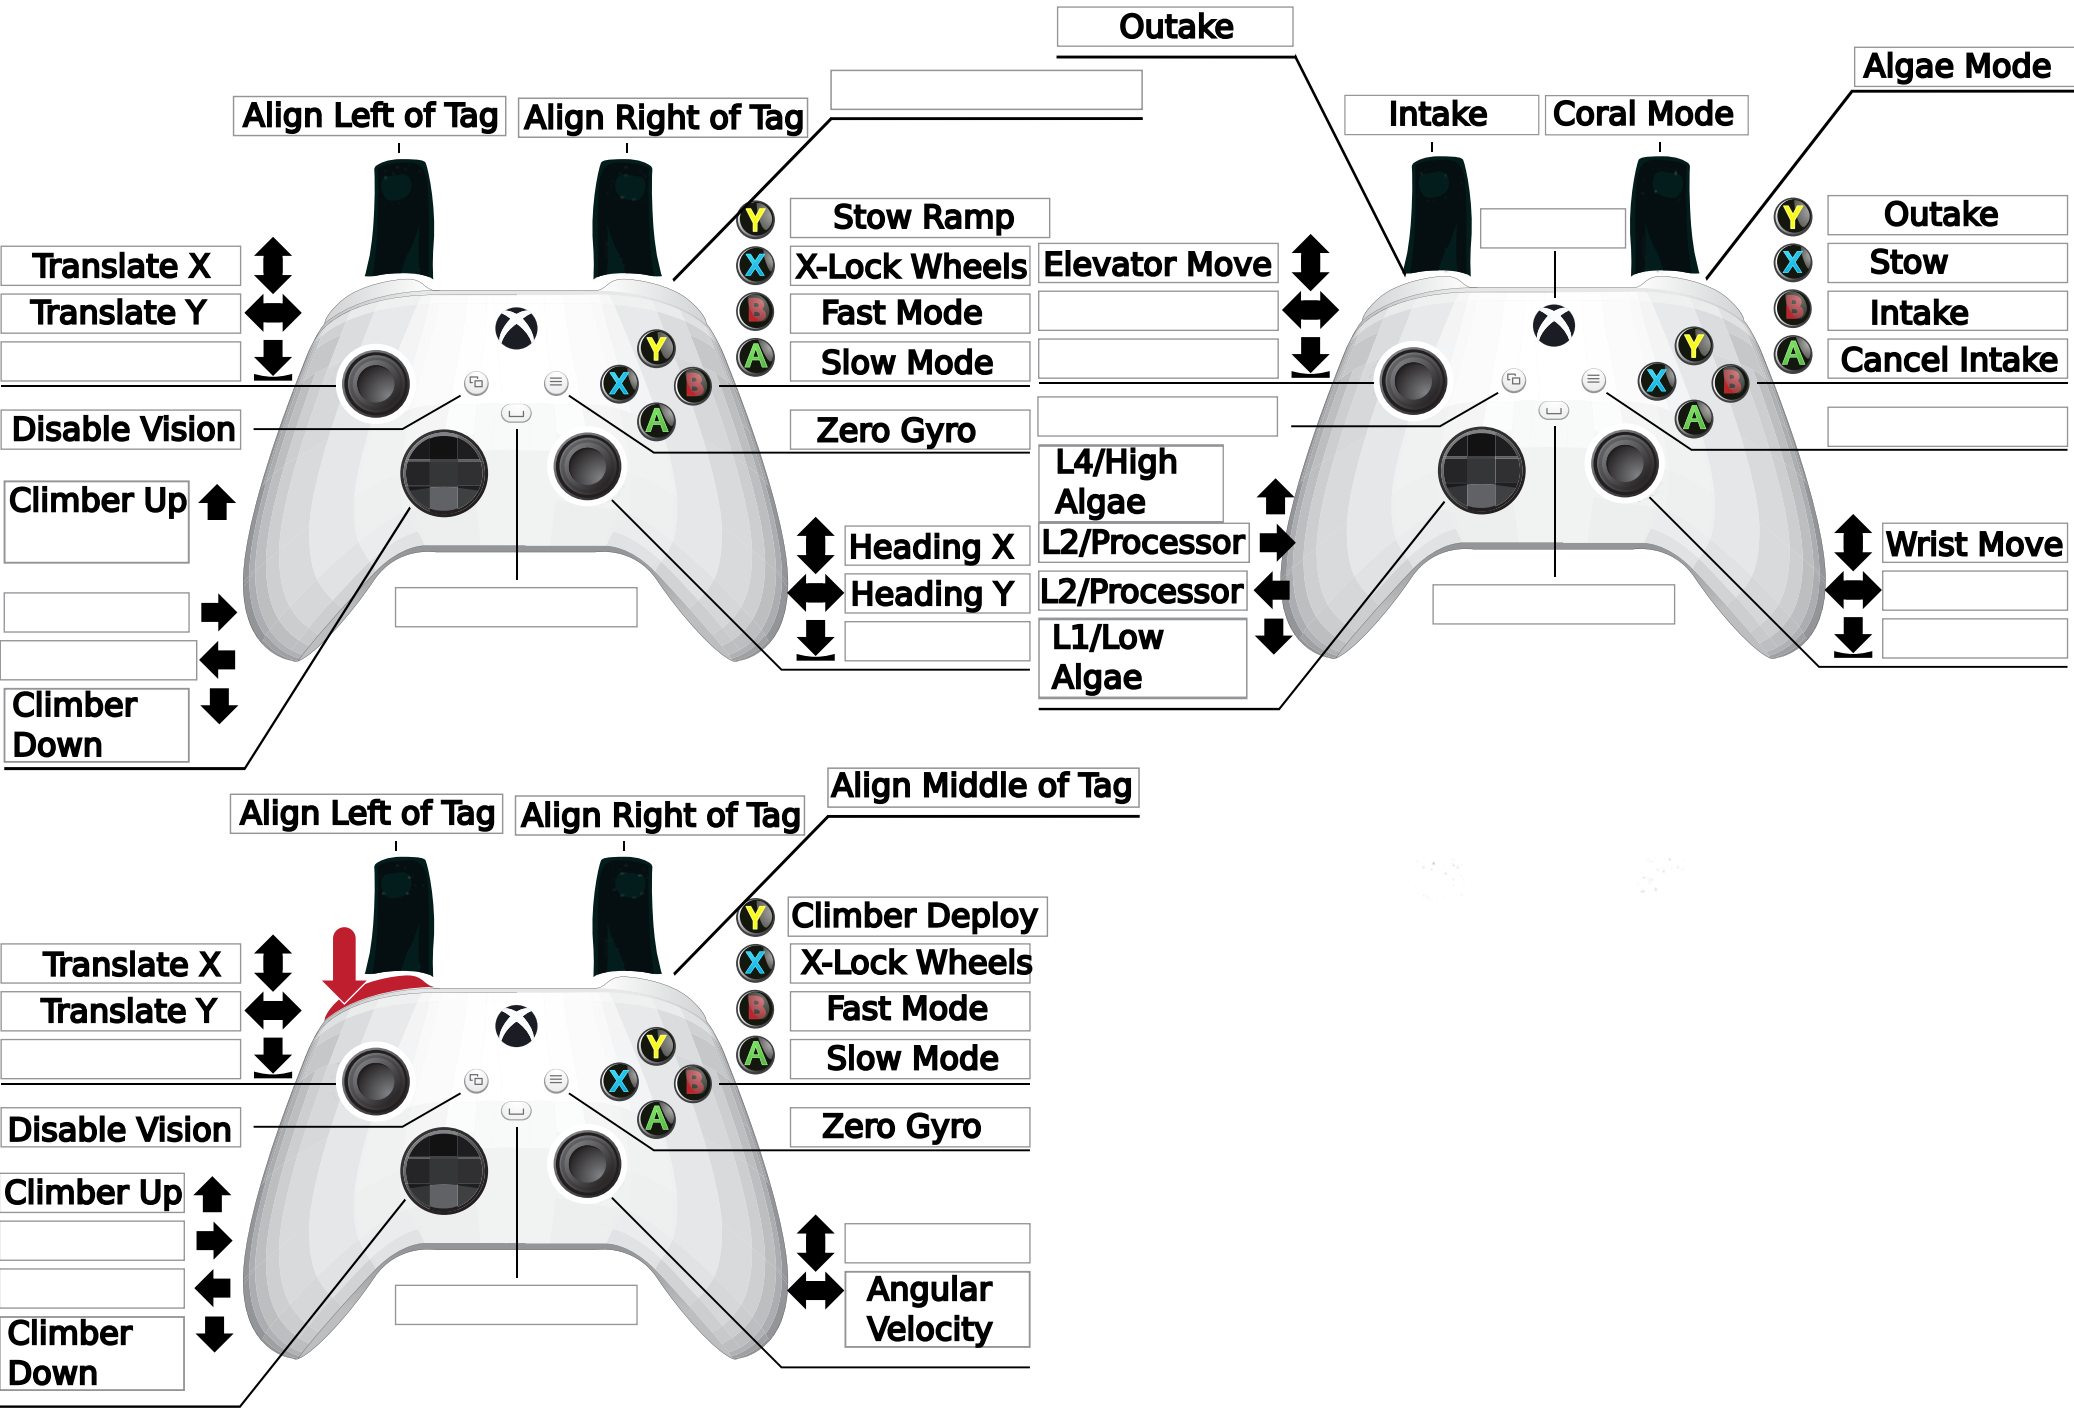 Align Left of Tag
Align Right of Tag
Translate X
Translate Y
Disable Vision
Climber Up
Climber
Down
Y
Stow Ramp
X
X-Lock Wheels
B
Fast Mode
A
Slow Mode
Zero Gyro
Heading X
Heading Y
Y
X
B
A
Outake
Intake
Coral Mode
Algae Mode
Elevator Move
L4/High
Algae
L2/Processor
L2/Processor
L1/Low
Algae
Y
Outake
X
Stow
B
Intake
A
Cancel Intake
Wrist Move
Y
X
B
A
Align Left of Tag
Align Right of Tag
Align Middle of Tag
Translate X
Translate Y
Disable Vision
Climber Up
Climber
Down
Y
Climber Deploy
X
X-Lock Wheels
B
Fast Mode
A
Slow Mode
Zero Gyro
Angular
Velocity
Y
X
B
A